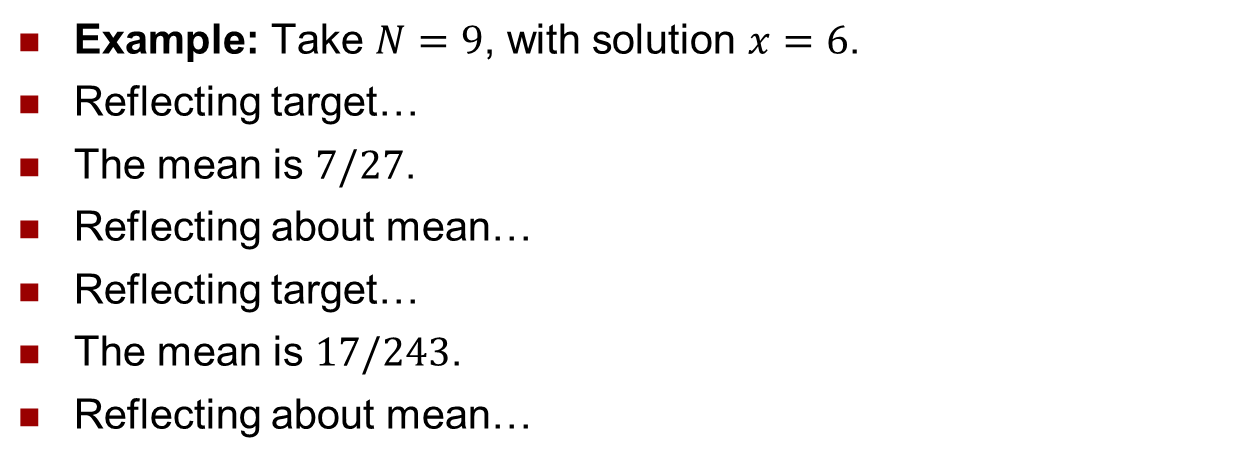 ■ Example: Take 𝑁 = 9, with solution 𝑥 = 6.
■ Reflecting target…
■ The mean is 7/27.
■ Reflecting about mean…
■ Reflecting target…
■ The mean is 17/243.
■ Reflecting about mean…